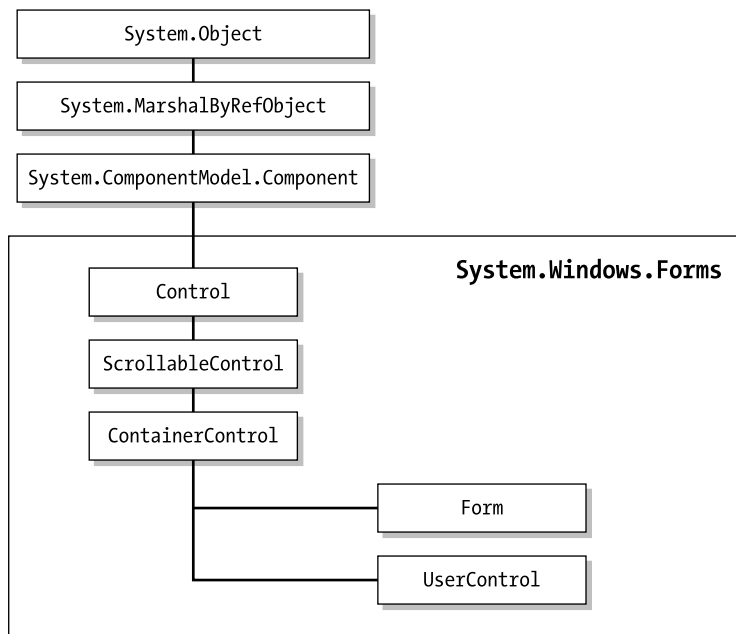 System.Object
System.MarshalByRefObject
System.ComponentModel.Component
System.Windows.Forms
Control
ScrollableControl
ContainerControl
Form
UserControl